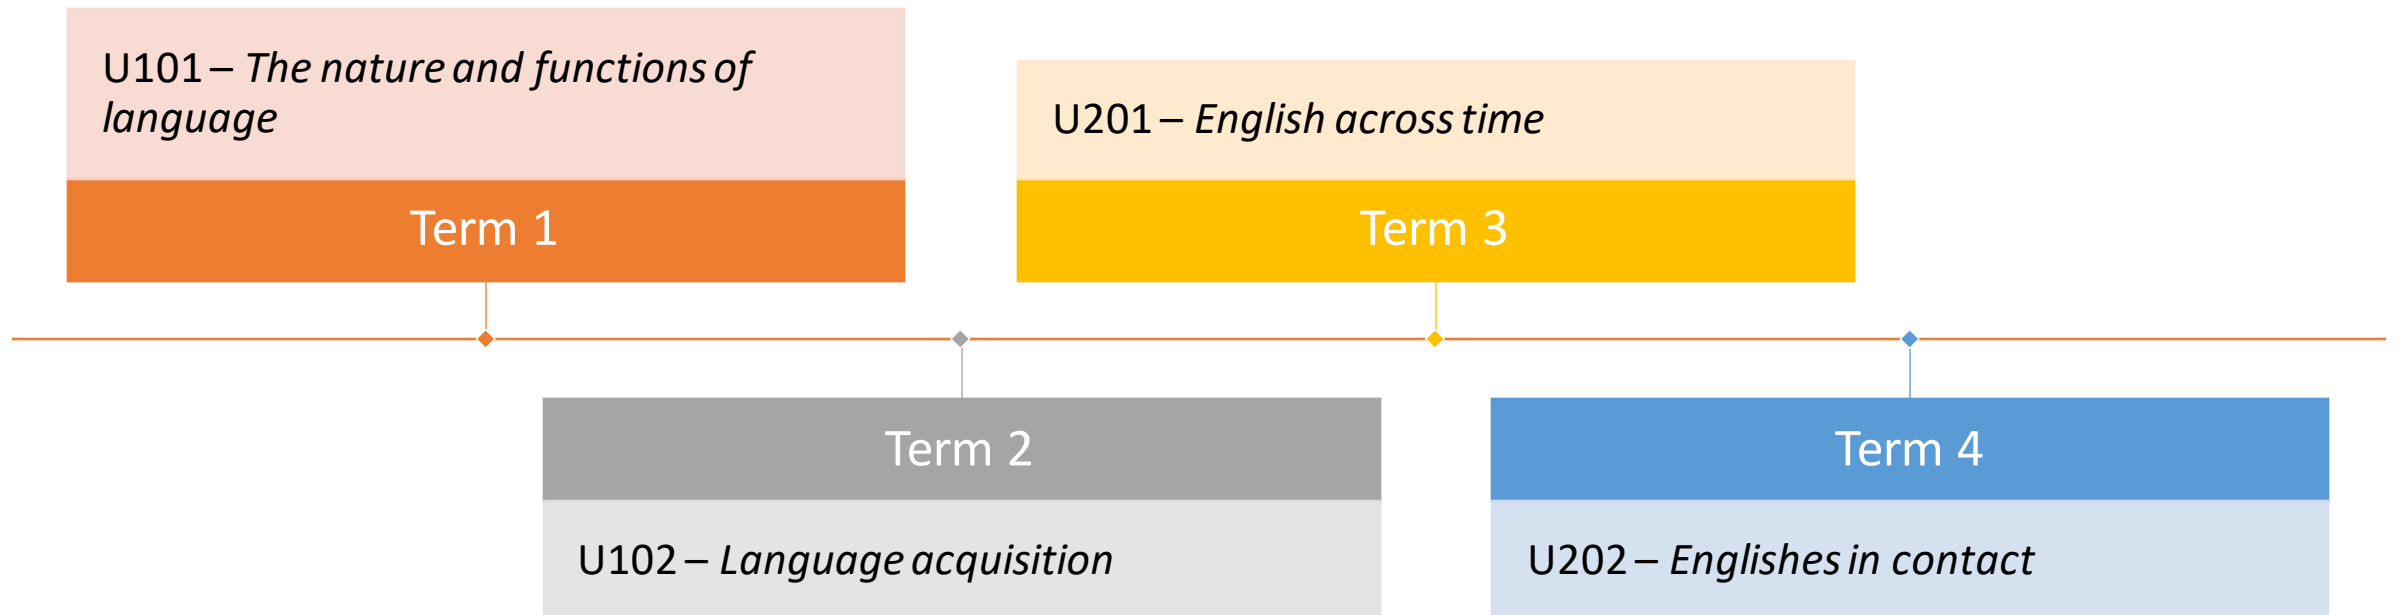 U101 – The nature and functions of
language
Term 1
Term 2
U102 – Language acquisition
U201 – English across time
Term 3
Term 4
U202 – Englishes in contact